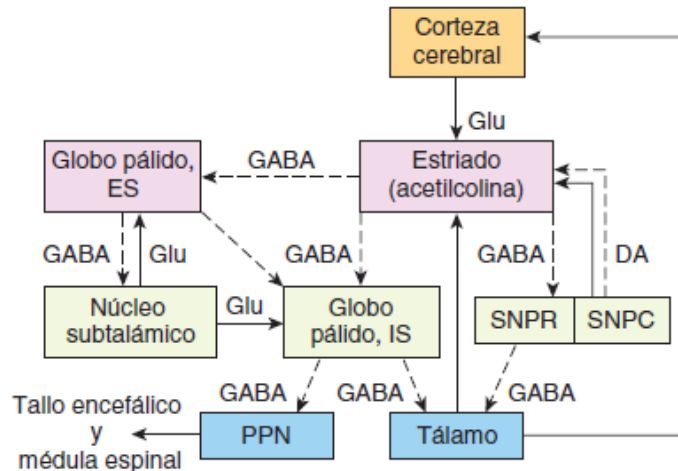 Corteza
cerebral
Glu
Globo pálido,
ES
GABA
Estriado
(acetilcolina)
GABA
Glu
GABA
GABA
DA
Núcleo
subtalámico
Glu
Globo
pálido, IS
SNPR
SNPC
GABA
GABA
GABA
Tallo encefálico
y
médula espinal
PPN
Tálamo